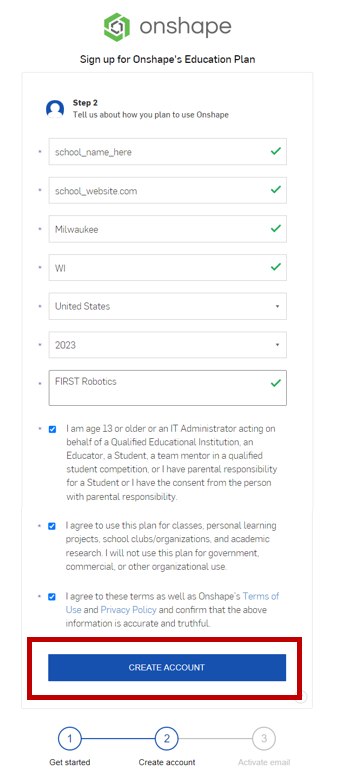 onshape
Sign up for Onshape's Education Plan
Step 2
Tell us about how you plan to use Onshape
* school_name_here
* school_website.com
* Milwaukee
* WI
* United States
* 2023
* FIRST Robotics
* I am age 13 or older or an IT Administrator acting on
behalf of a Qualified Educational Institution, an
Educator, a Student, a team mentor in a qualified
student competition, or I have parental responsibility
for a Student or I have the consent from the person
with parental responsibility.
* I agree to use this plan for classes, personal learning
projects, school clubs/organizations, and academic
research. I will not use this plan for government,
commercial, or other organizational use.
* I agree to these terms as well as Onshape's Terms of
Use and Privacy Policy and confirm that the above
information is accurate and truthful.
CREATE ACCOUNT
1 2 3
Get started Create account Activate email